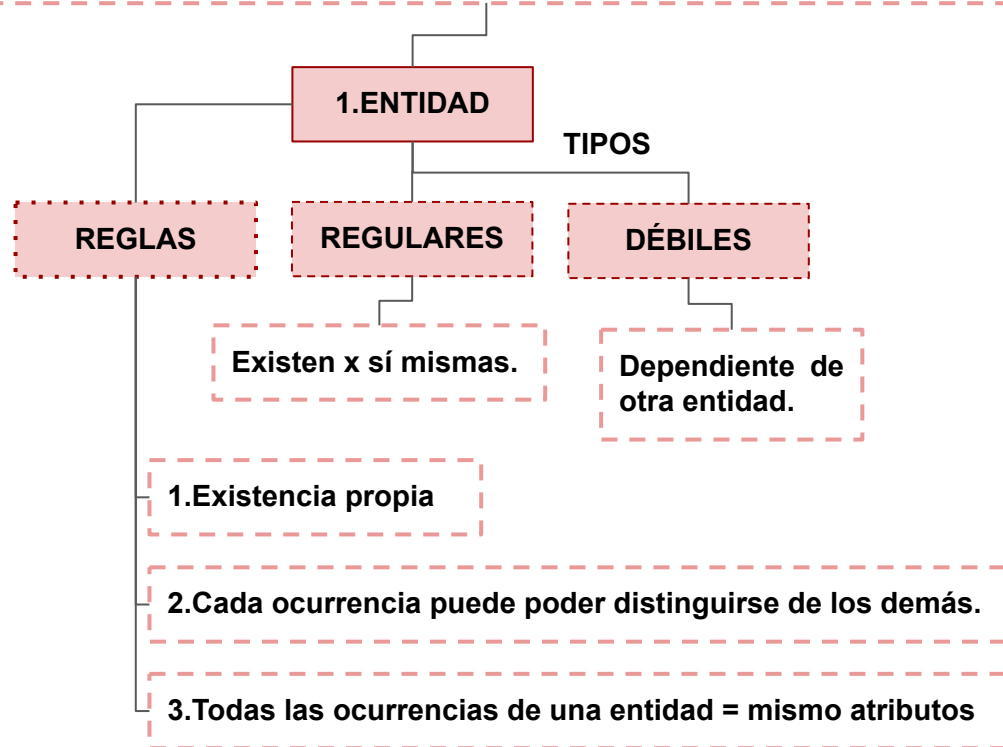 1.ENTIDAD
TIPOS
REGLAS
REGULARES
DÉBILES
Existen x sí mismas.
Dependiente de
otra entidad.
1.Existencia propia
2.Cada ocurrencia puede poder distinguirse de los demás.
3.Todas las ocurrencias de una entidad = mismo atributos